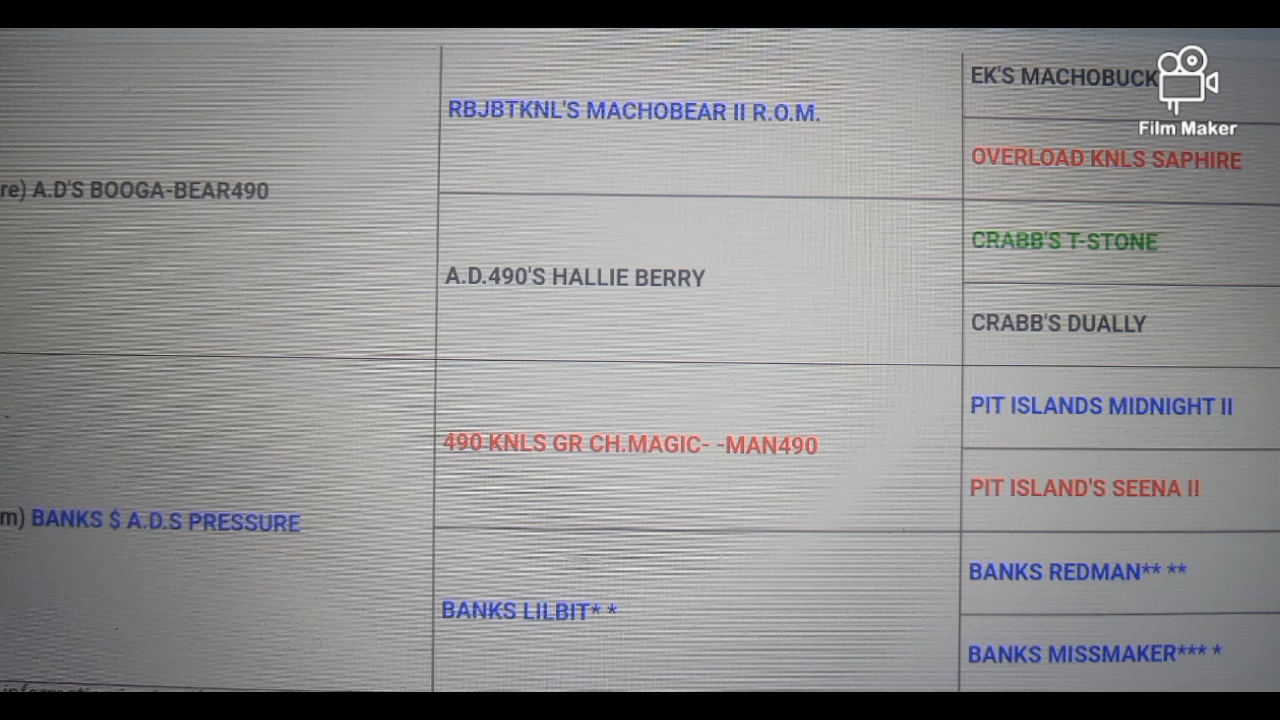 EK'S MACHOBUCK
Film Maker
RBJBTKNL'S MACHOBEAR II R.O.M.
OVERLOAD KNLS SAPHIRE
re) A.D'S BOOGA-BEAR490
CRABB'S T-STONE
A.D.490'S HALLIE BERRY
CRABB'S DUALLY
PIT ISLANDS MIDNIGHT II
490 KNLS GR CH.MAGIC- -MAN490
PIT ISLAND'S SEENA II
m) BANKS $ A.D.S PRESSURE
BANKS REDMAN** **
BANKS LILBIT* *
BANKS MISSMAKER*** *